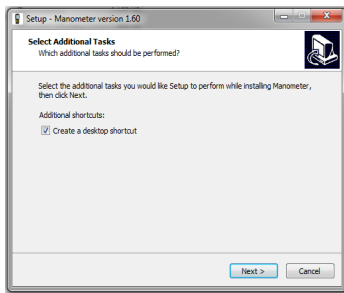 Setup - Manometer version 1.60
Select Additional Tasks
Which additional tasks should be performed?
Select the additional tasks you would like Setup to perform while installing Manometer,
then click Next.
Additional shortcuts:
Create a desktop shortcut
Next >
Cancel